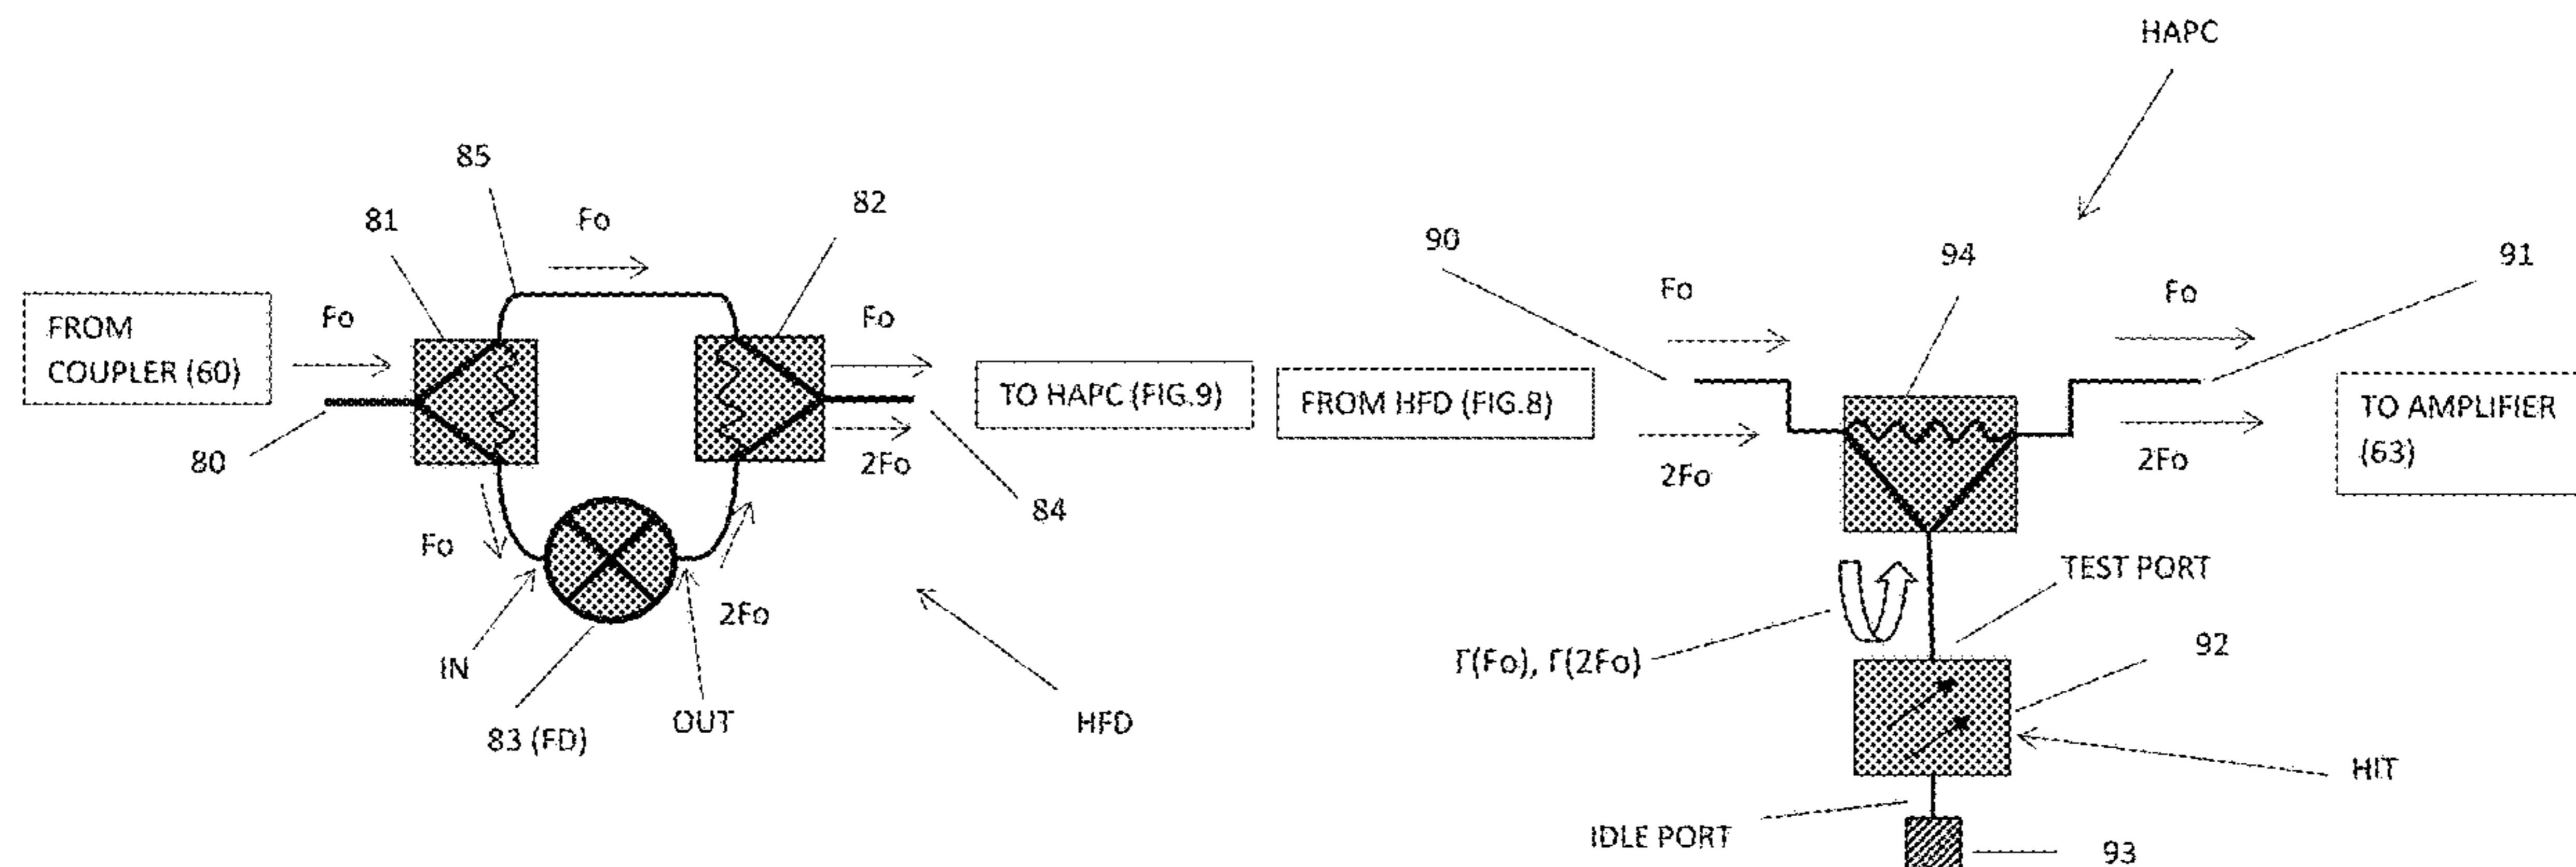 HAPC
85
Fo
82
81
90
94
91
Fo
Fo
FROM
COUPLER (60)
Fo
Fo
TO HAPC (FIG.9)
FROM HFD (FIG.8)
TO AMPLIFIER
(63)
80
2Fo
2Fo
2Fo
84
Fo
TEST PORT
2Fo
IN
Γ(Fo), Γ(2Fo)
92
83 (FD)
OUT
HFD
HIT
IDLE PORT
93